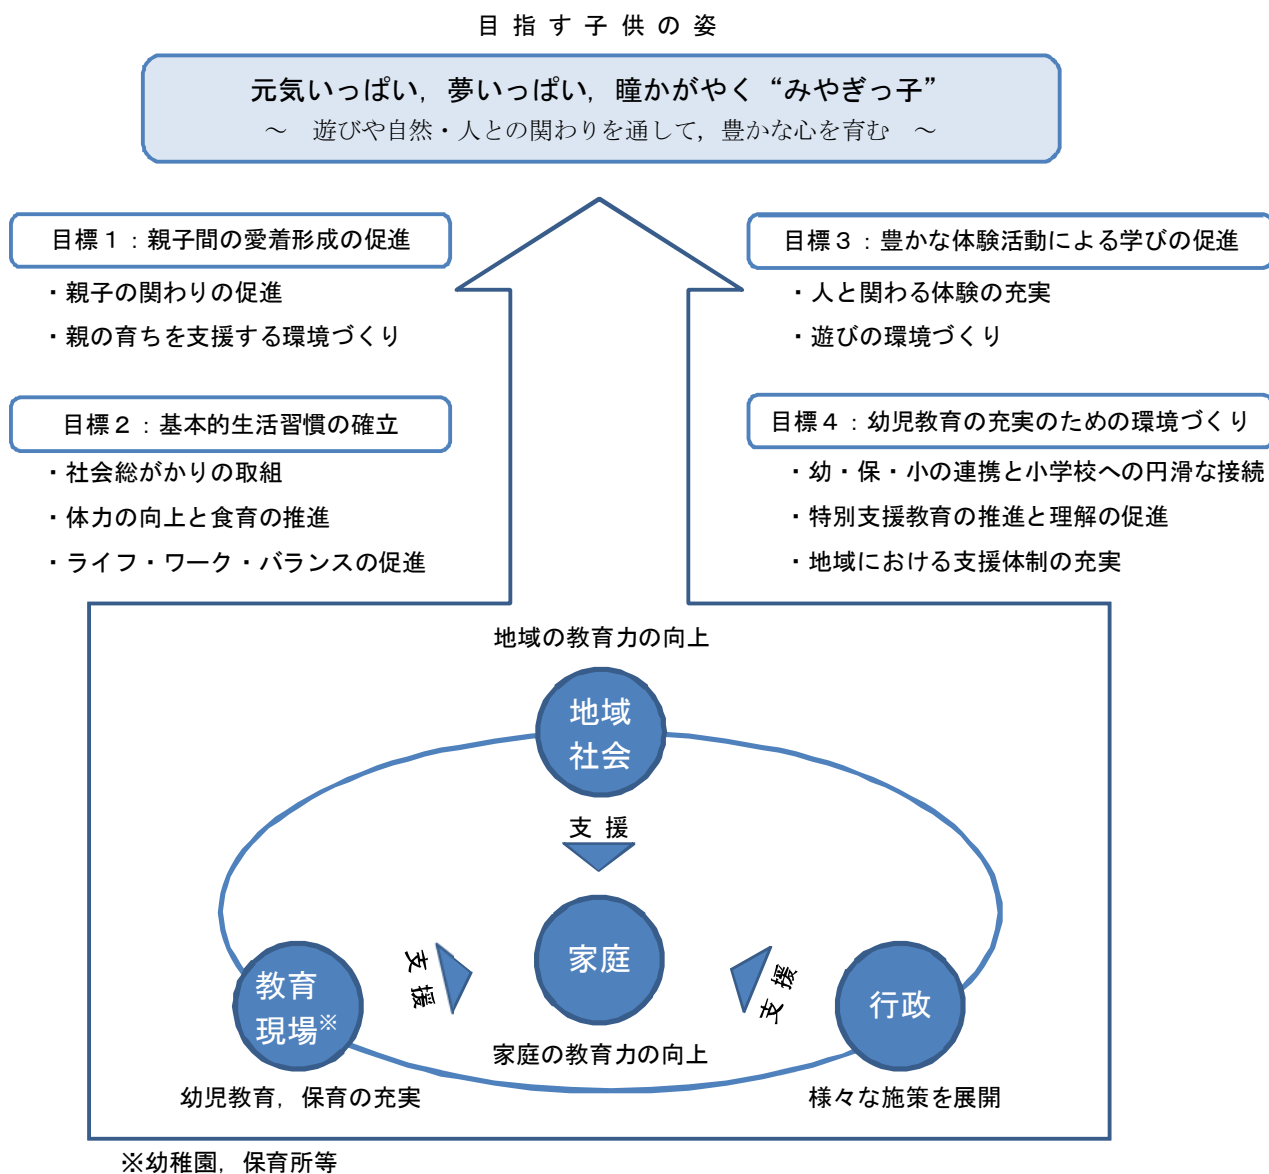 目指す子供の姿
元気いっぱい，夢いっぱい，瞳かがやく“みやぎっ子”
～　遊びや自然・人との関わりを通して，豊かな心を育む　～
目標１：親子間の愛着形成の促進
・親子の関わりの促進
・親の育ちを支援する環境づくり
目標２：基本的生活習慣の確立
・社会総がかりの取組
・体力の向上と食育の推進
・ライフ・ワーク・バランスの促進
目標３：豊かな体験活動による学びの促進
・人と関わる体験の充実
・遊びの環境づくり
目標４：幼児教育の充実のための環境づくり
・幼・保・小の連携と小学校への円滑な接続
・特別支援教育の推進と理解の促進
・地域における支援体制の充実
地域の教育力の向上
地域
社会
支援
家庭
家庭の教育力の向上
支援
教育
現場※
幼児教育，保育の充実
支援
行政
様々な施策を展開
※幼稚園，保育所等